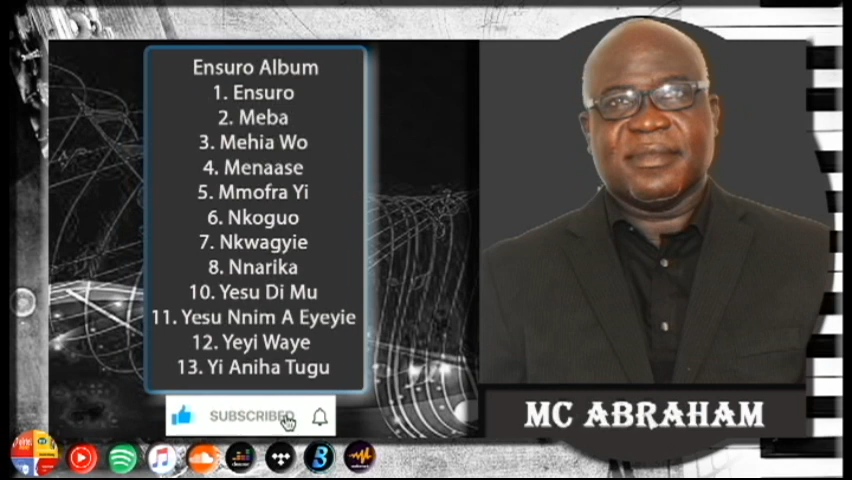 Ensuro Album
1. Ensuro
2. Meba
3. Mehia Wo
4. Menaase
5. Mmofra Yi
6. Nkoguo
7. Nkwagyie
8. Nnarika
10. Yesu Di Mu
11. Yesu Nnim A Eyeyie
12. Yeyi Waye
13. Yi Aniha Tugu
SUBSCRIBED
MC ABRAHAM